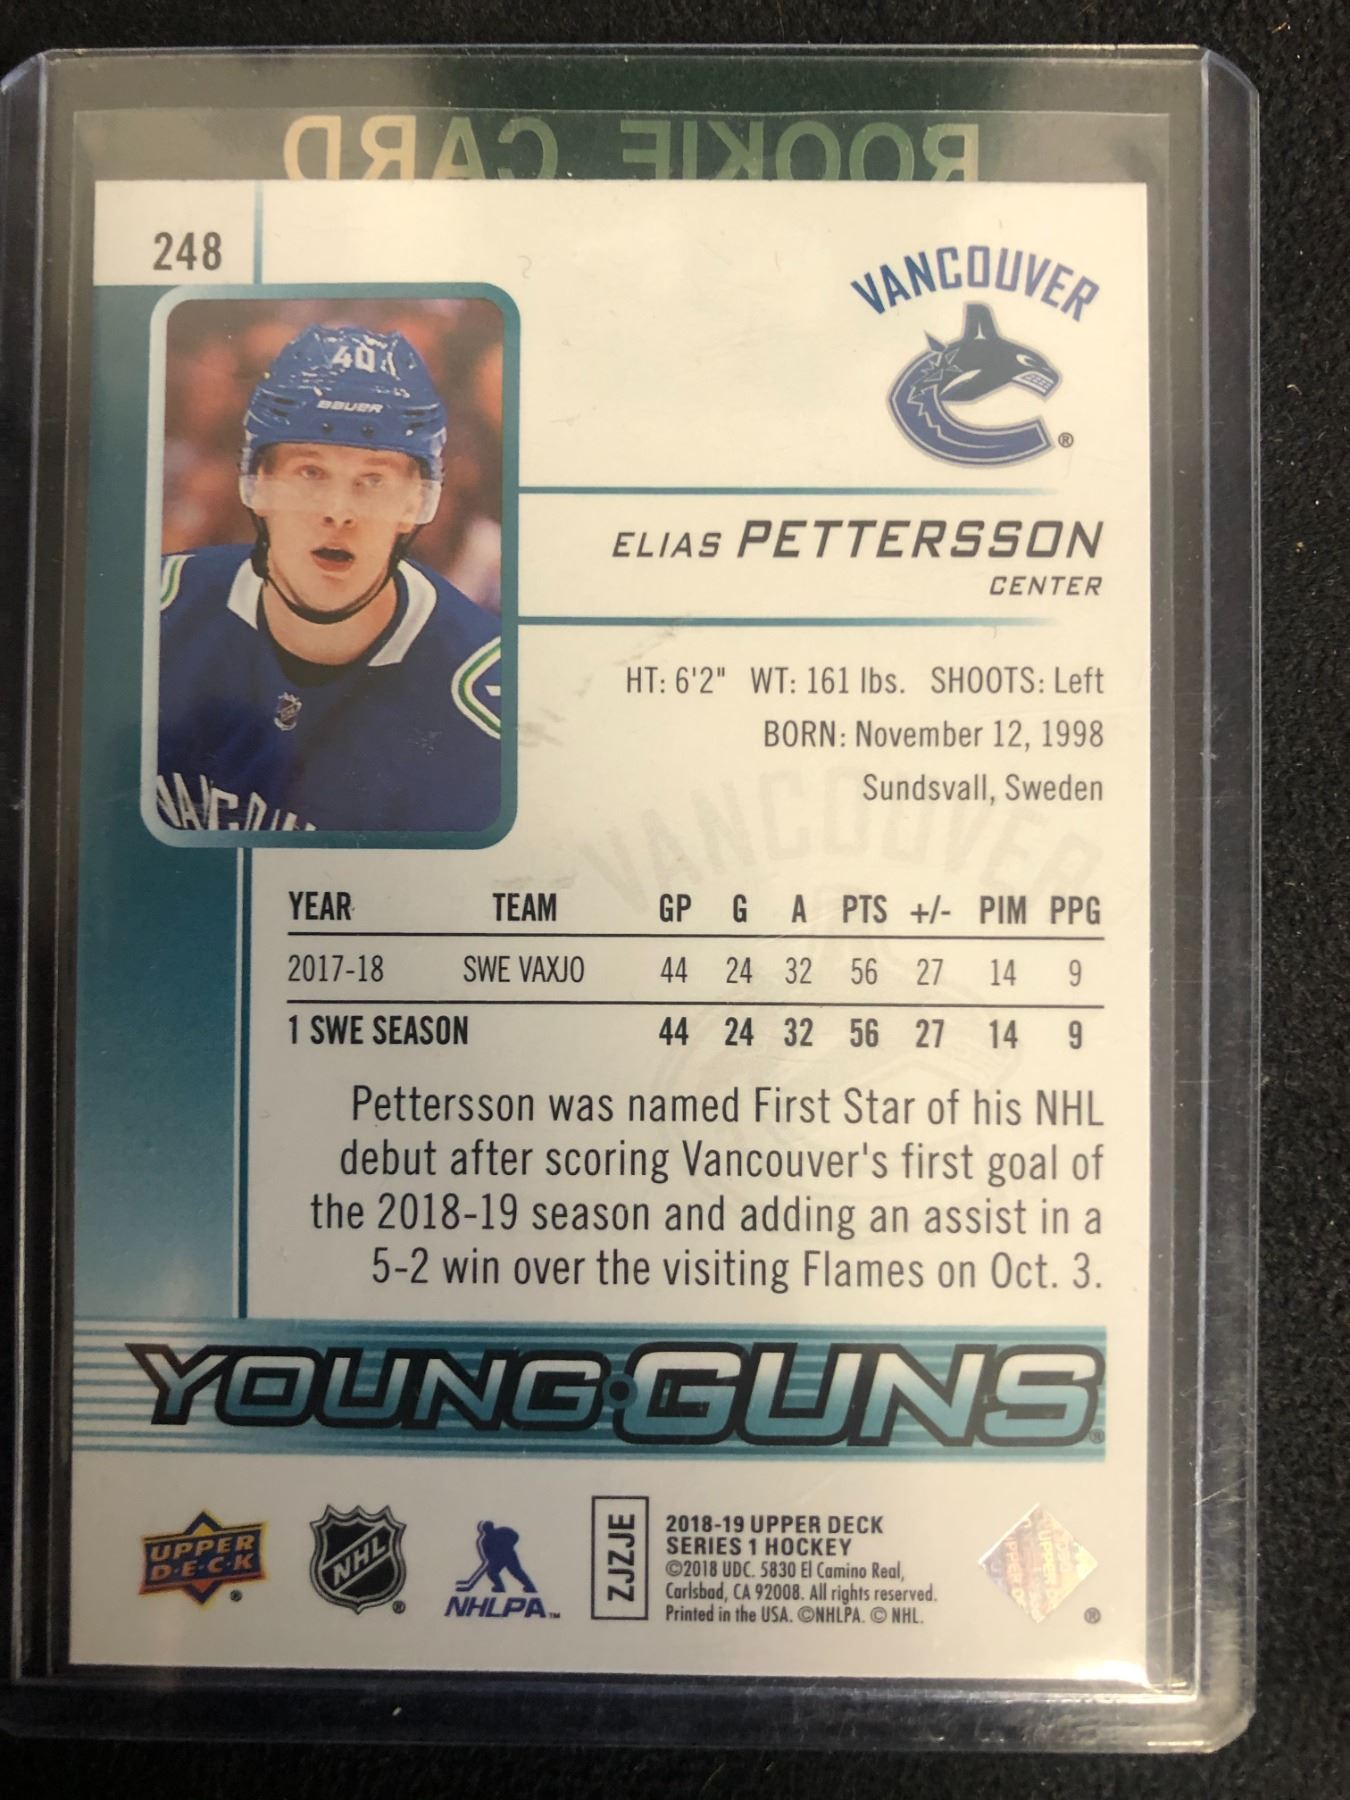 ROOKIE CARD
248
VANCOUVER
®
40
BAUER
ELIAS PETTERSSON
CENTER
HT: 6'2" WT: 161 lbs. SHOOTS: Left
BORN: November 12, 1998
Sundsvall, Sweden
VANCOUVER
YEAR TEAM GP G A PTS +/- PIM PPG
2017-18 SWE VAXJO 44 24 32 56 27 14 9
1 SWE SEASON 44 24 32 56 27 14 9
Pettersson was named First Star of his NHL
debut after scoring Vancouver's first goal of
the 2018-19 season and adding an assist in a
5-2 win over the visiting Flames on Oct. 3.
YOUNG•GUNS®
UPPER
D•E•C•K
®
NHL
®
NHLPA™
ZJZJE
2018-19 UPPER DECK
SERIES 1 HOCKEY
©2018 UDC. 5830 El Camino Real,
Carlsbad, CA 92008. All rights reserved.
Printed in the USA. ©NHLPA. © NHL.
®